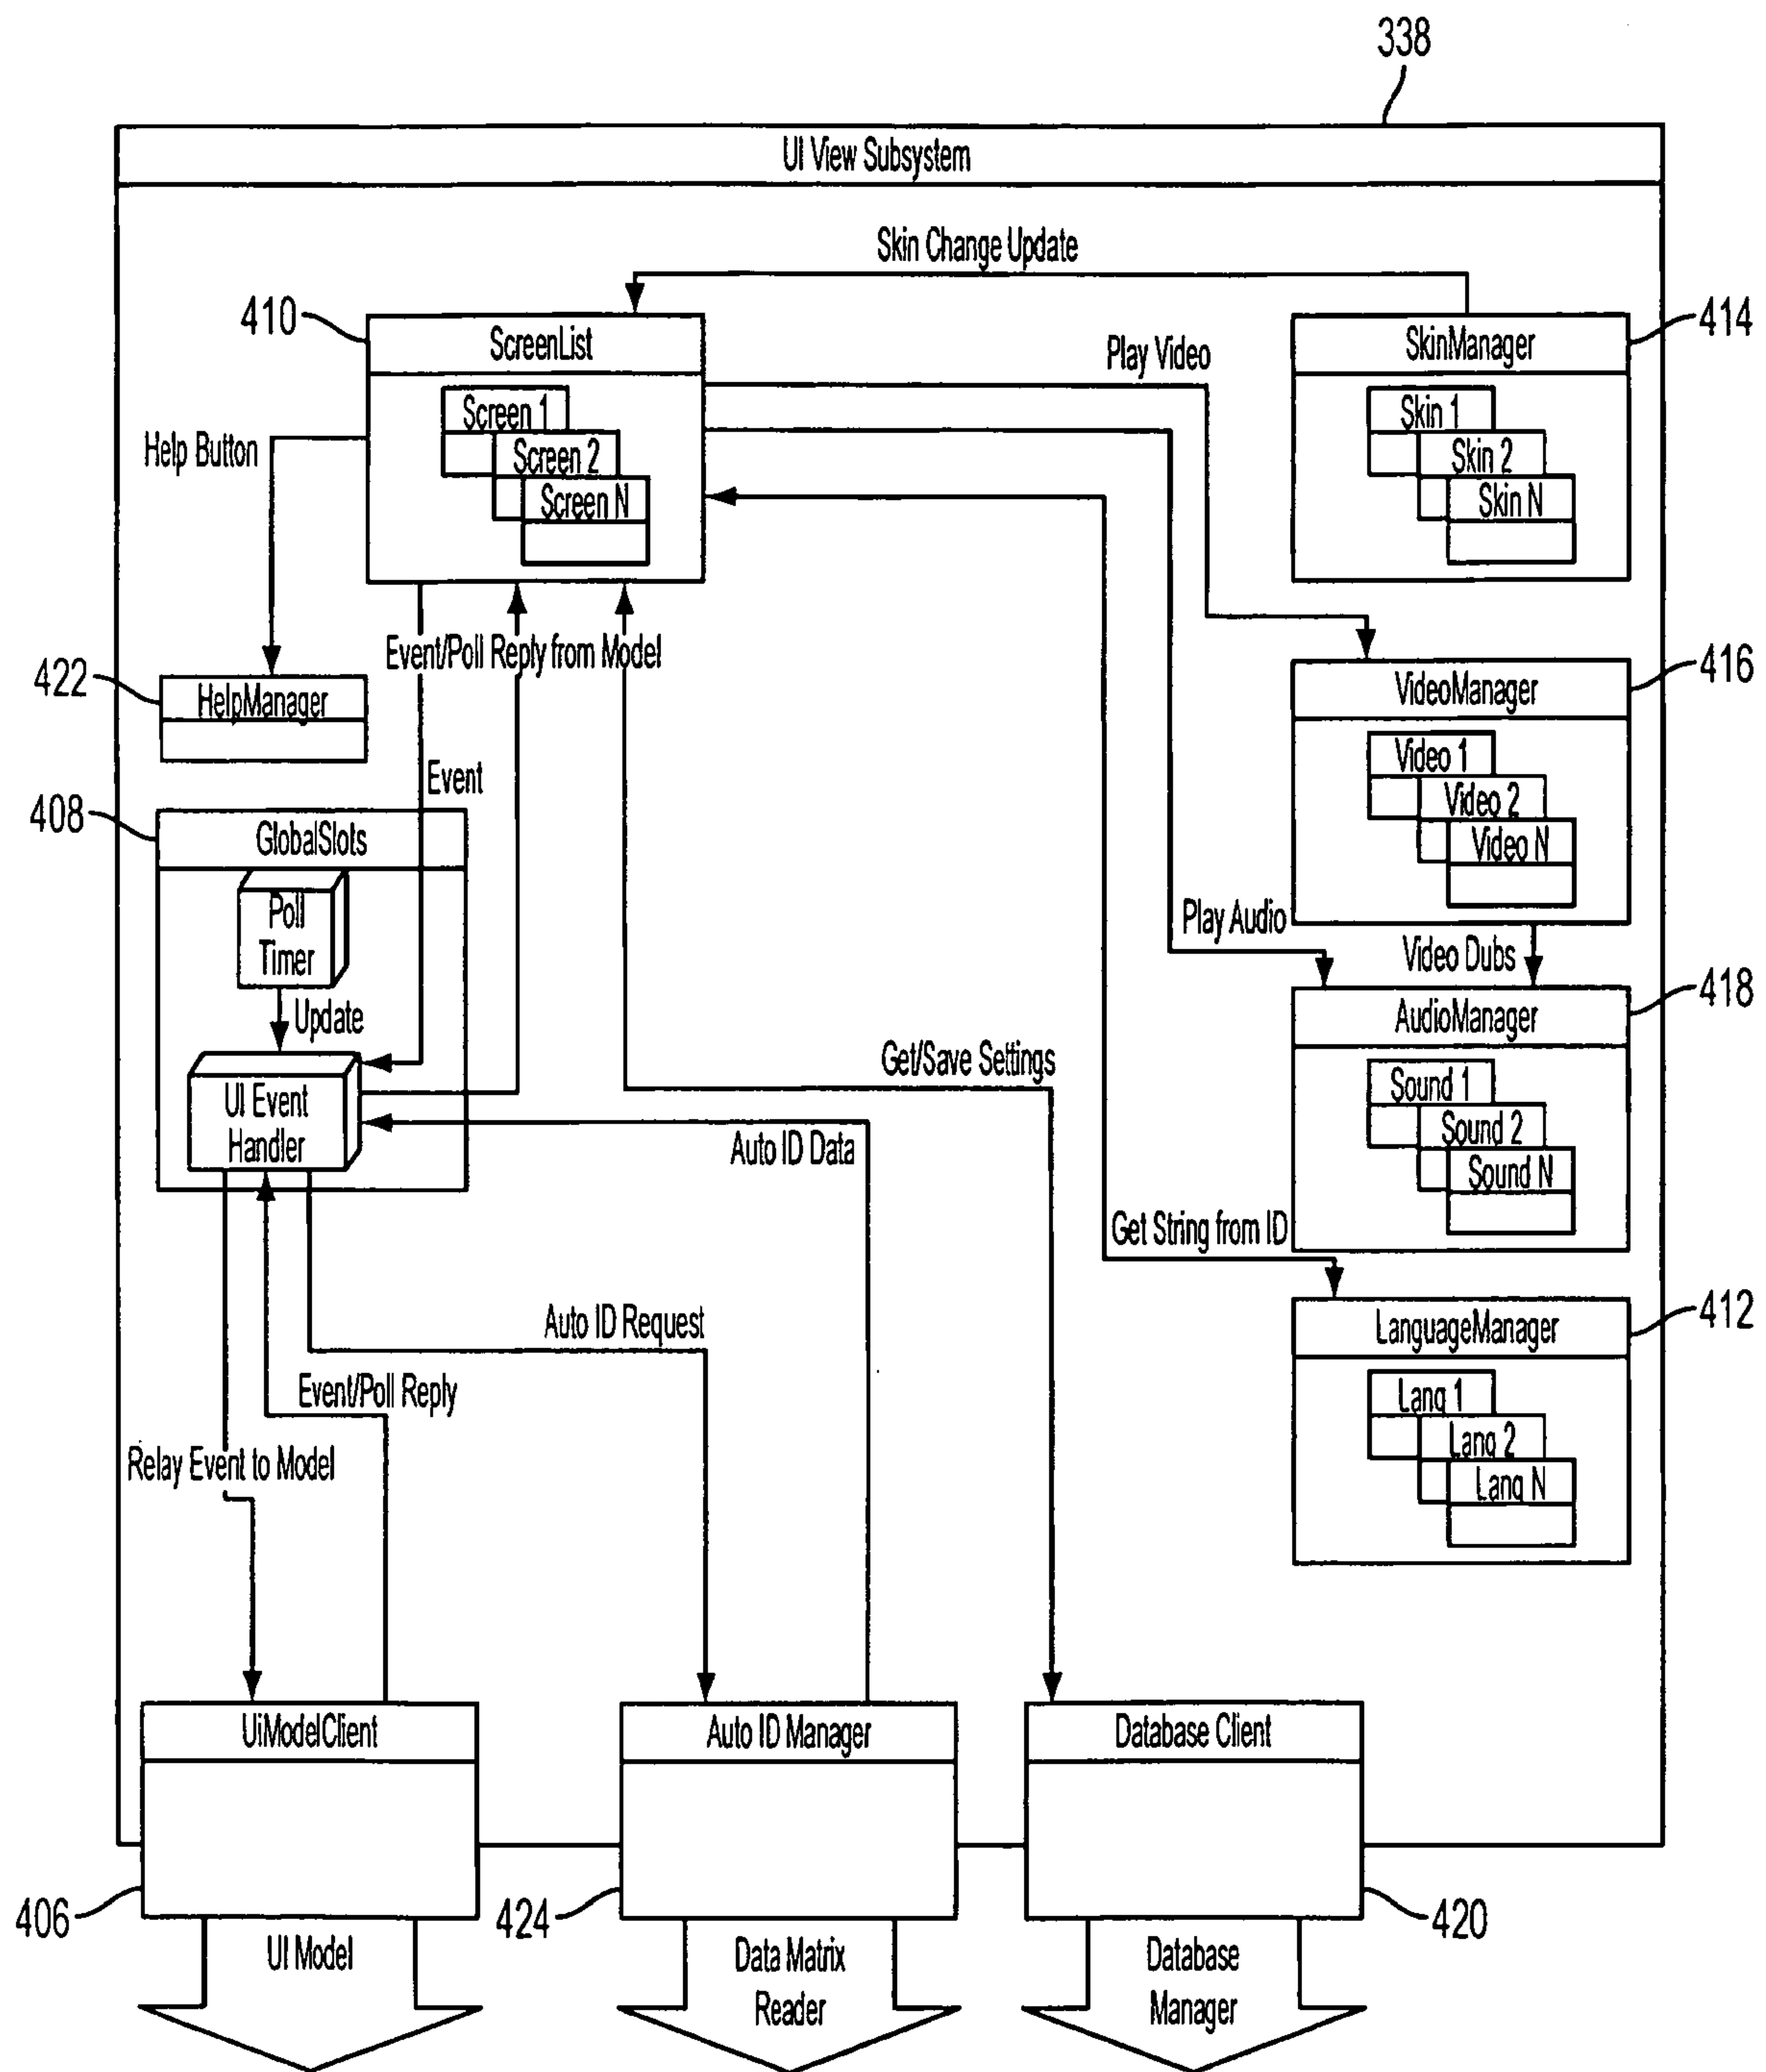 338
UI View Subsystem
Skin Change Update
410
ScreenList
Screen 1
Screen 2
Screen N
Play Video
SkinManager
414
Skin 1
Skin 2
Skin N
Help Button
Event/Poll Reply from Model
422
HelpManager
VideoManager
416
Video 1
Video 2
Video N
Event
408
GlobalSlots
Poll
Timer
Update
UI Event
Handler
Play Audio
Video Dubs
AudioManager
418
Sound 1
Sound 2
Sound N
Get/Save Settings
Auto ID Data
Get String from ID
LanguageManager
412
Lang 1
Lang 2
Lang N
Auto ID Request
Event/Poll Reply
Relay Event to Model
UiModelClient
Auto ID Manager
Database Client
406
424
420
UI Model
Data Matrix
Reader
Database
Manager